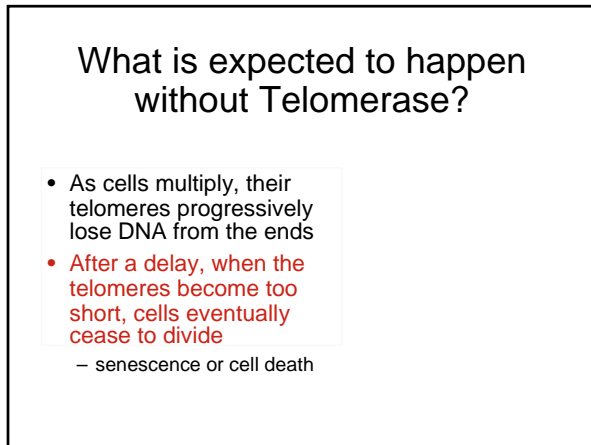 What is expected to happen
without Telomerase?
• As cells multiply, their
telomeres progressively
lose DNA from the ends
• After a delay, when the
telomeres become too
short, cells eventually
cease to divide
– senescence or cell death